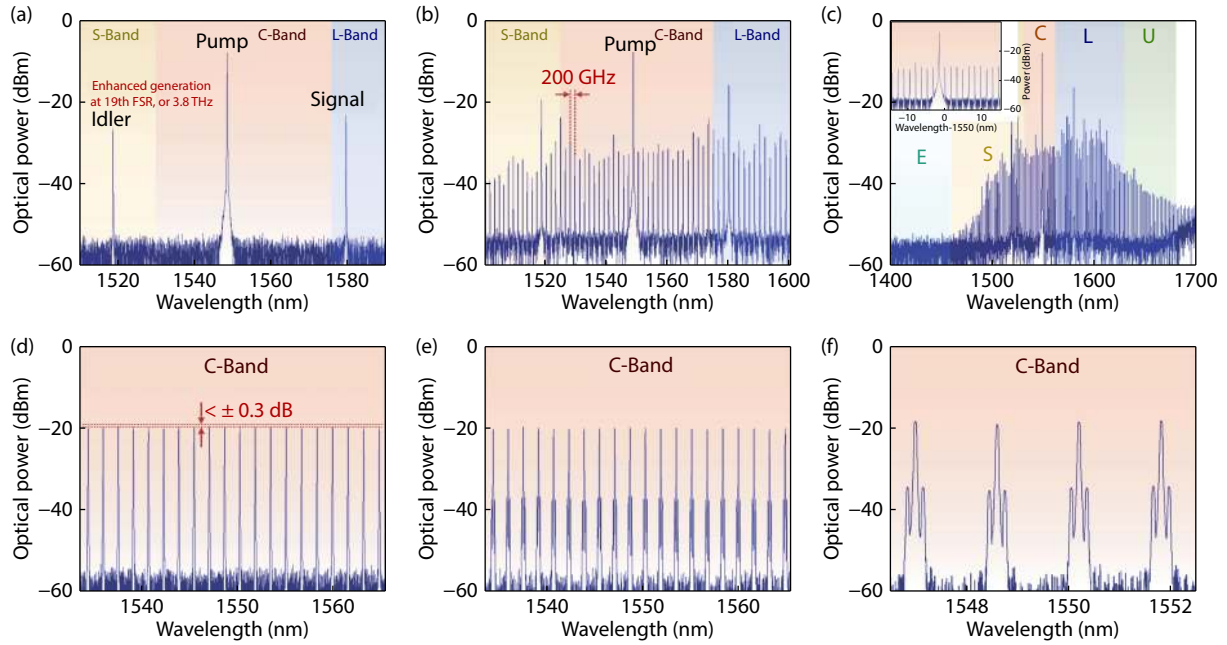 (a)
0
−20
−40
−60
Optical power (dBm)
S-Band
C-Band
L-Band
Pump
Enhanced generation
at 19th FSR, or 3.8 THz
Idler
Signal
1520
1540
1560
1580
Wavelength (nm)
(b)
0
−20
−40
−60
Optical power (dBm)
S-Band
C-Band
L-Band
Pump
200 GHz
1520
1540
1560
1580
1600
Wavelength (nm)
(c)
0
−20
−40
−60
Optical power (dBm)
C
L
U
E
S
−20
−40
−60
Power (dBm)
−10
0
10
Wavelength-1550 (nm)
1400
1500
1600
1700
Wavelength (nm)
(d)
0
−20
−40
−60
Optical power (dBm)
C-Band
< ± 0.3 dB
1540
1550
1560
Wavelength (nm)
(e)
0
−20
−40
−60
Optical power (dBm)
C-Band
1540
1550
1560
Wavelength (nm)
(f)
0
−20
−40
−60
Optical power (dBm)
C-Band
1548
1550
1552
Wavelength (nm)